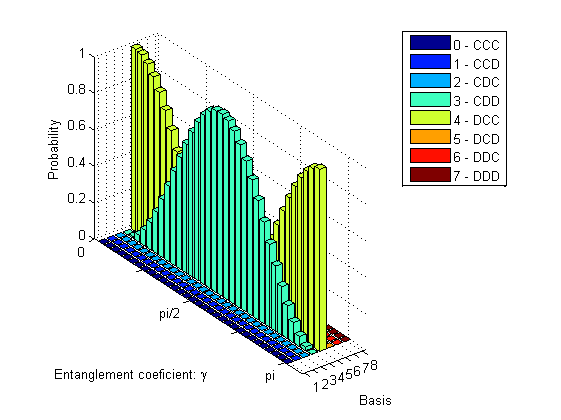 1
0.8
0.6
0.4
0.2
0
0
pi/2
pi
Probability
Entanglement coeficient: γ
1 2 3 4 5 6 7 8
Basis
0 - CCC
1 - CCD
2 - CDC
3 - CDD
4 - DCC
5 - DCD
6 - DDC
7 - DDD